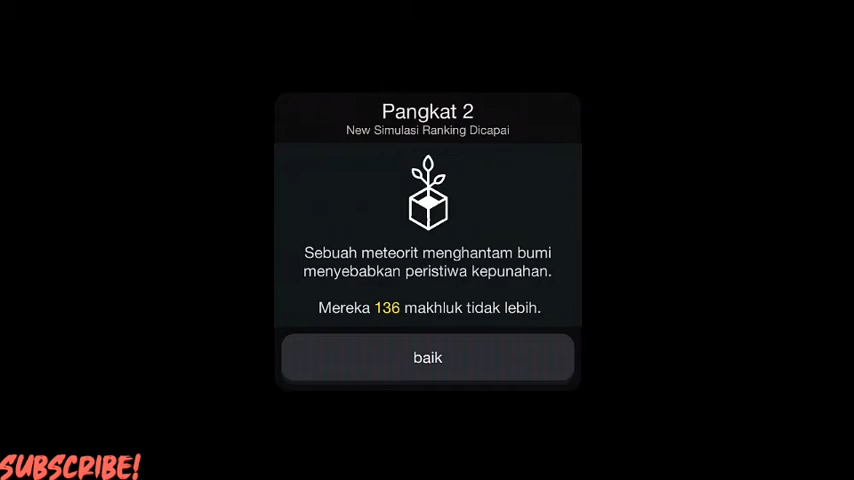 Pangkat 2
New Simulasi Ranking Dicapai
Sebuah meteorit menghantam bumi
menyebabkan peristiwa kepunahan.
Mereka 136 makhluk tidak lebih.
baik
SUBSCRIBE!